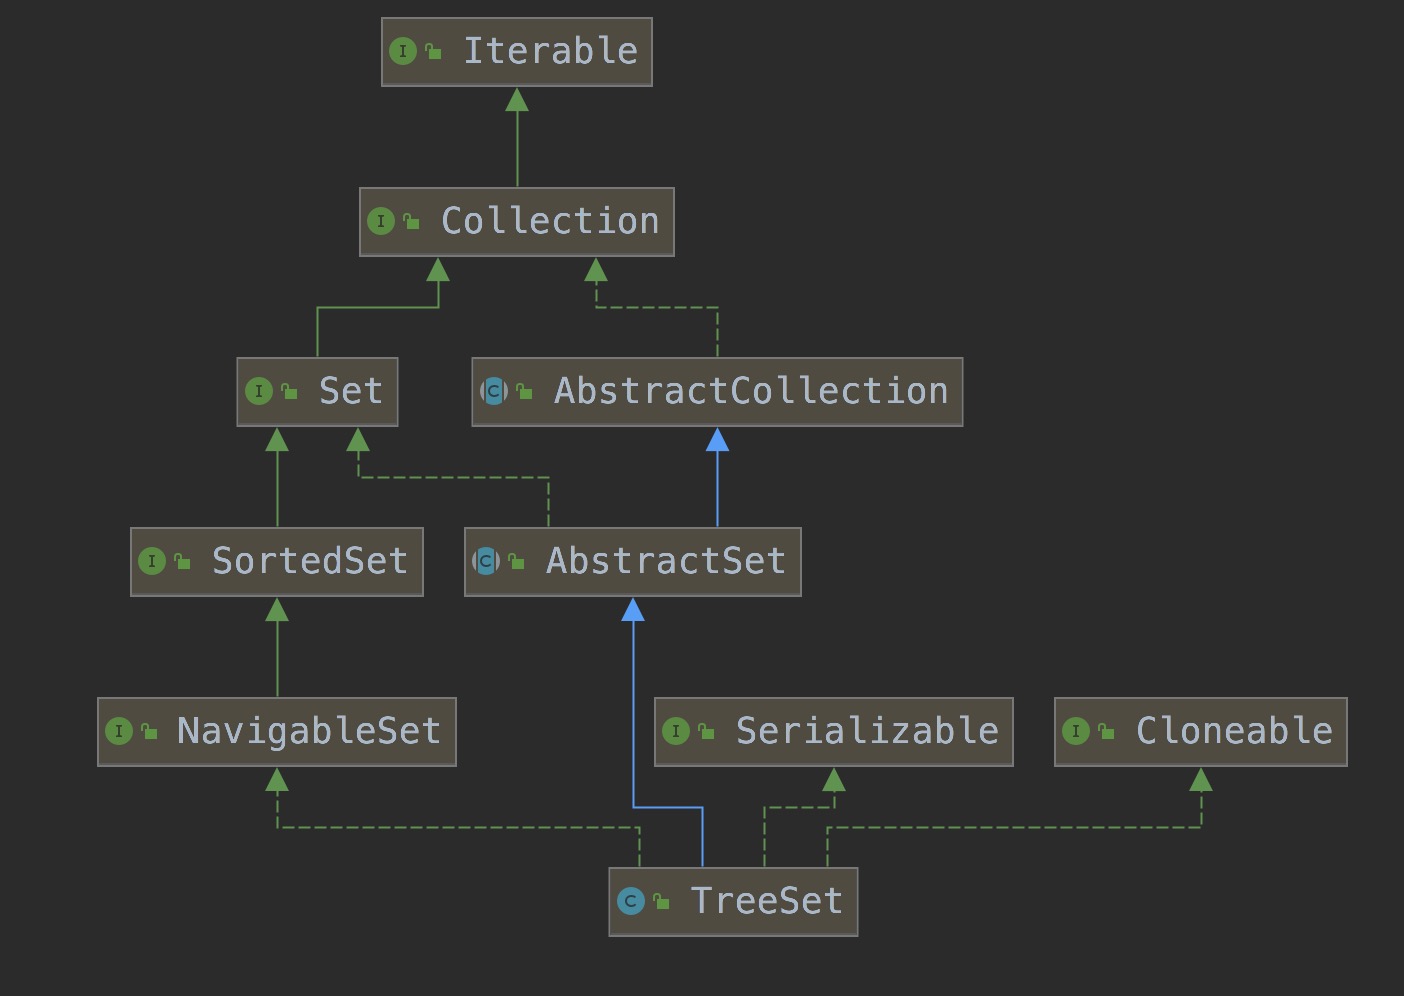 Iterable
Collection
Set
AbstractCollection
SortedSet
AbstractSet
NavigableSet
Serializable
Cloneable
TreeSet